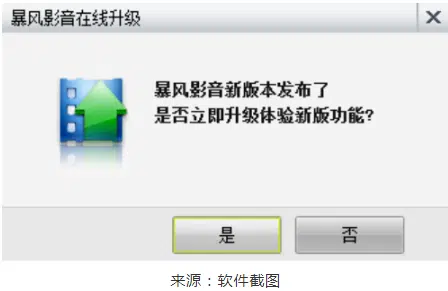 暴风影音在线升级
暴风影音新版本发布了
是否立即升级体验新版功能?
是
否
来源：软件截图